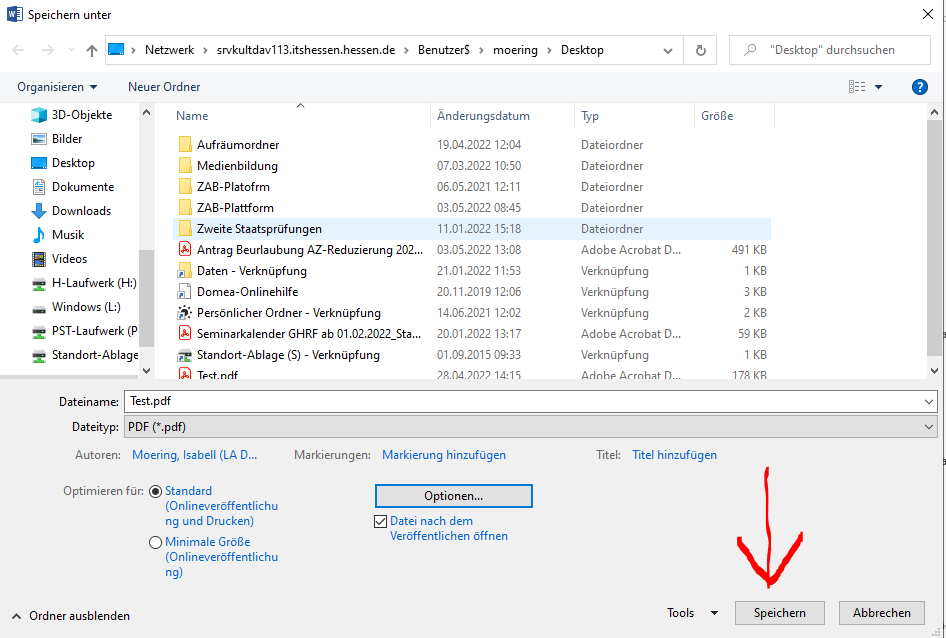 Speichern unter
Netzwerk > srvkultdav113.itshessen.hessen.de > Benutzer$ > moering > Desktop
"Desktop" durchsuchen
Organisieren
Neuer Ordner
?
3D-Objekte
Bilder
Desktop
Dokumente
Downloads
Musik
Videos
H-Laufwerk (H:)
Windows (L:)
PST-Laufwerk (P
Standort-Ablage
Name Änderungsdatum Typ Größe
Aufräumordner 19.04.2022 12:04 Dateiordner
Medienbildung 07.03.2022 10:50 Dateiordner
ZAB-Platofrm 06.05.2021 12:11 Dateiordner
ZAB-Plattform 03.05.2022 08:45 Dateiordner
Zweite Staatsprüfungen 11.01.2022 15:18 Dateiordner
Antrag Beurlaubung AZ-Reduzierung 202... 03.05.2022 13:08 Adobe Acrobat D... 491 KB
Daten - Verknüpfung 21.01.2022 11:53 Verknüpfung 1 KB
Domea-Onlinehilfe 20.11.2019 12:06 Verknüpfung 3 KB
Persönlicher Ordner - Verknüpfung 14.06.2021 12:02 Verknüpfung 2 KB
Seminarkalender GHRF ab 01.02.2022_Sta... 20.01.2022 13:17 Adobe Acrobat D... 59 KB
Standort-Ablage (S) - Verknüpfung 01.09.2015 09:33 Verknüpfung 1 KB
Test.pdf 28.04.2022 14:15 Adobe Acrobat D... 178 KB
Dateiname: Test.pdf
Dateityp: PDF (*.pdf)
Autoren: Moering, Isabell (LA D... Markierungen: Markierung hinzufügen Titel: Titel hinzufügen
Optimieren für: Standard
(Onlineveröffentlichu
ng und Drucken)
Minimale Größe
(Onlineveröffentlichu
ng)
Optionen...
Datei nach dem
Veröffentlichen öffnen
Ordner ausblenden
Tools Speichern Abbrechen